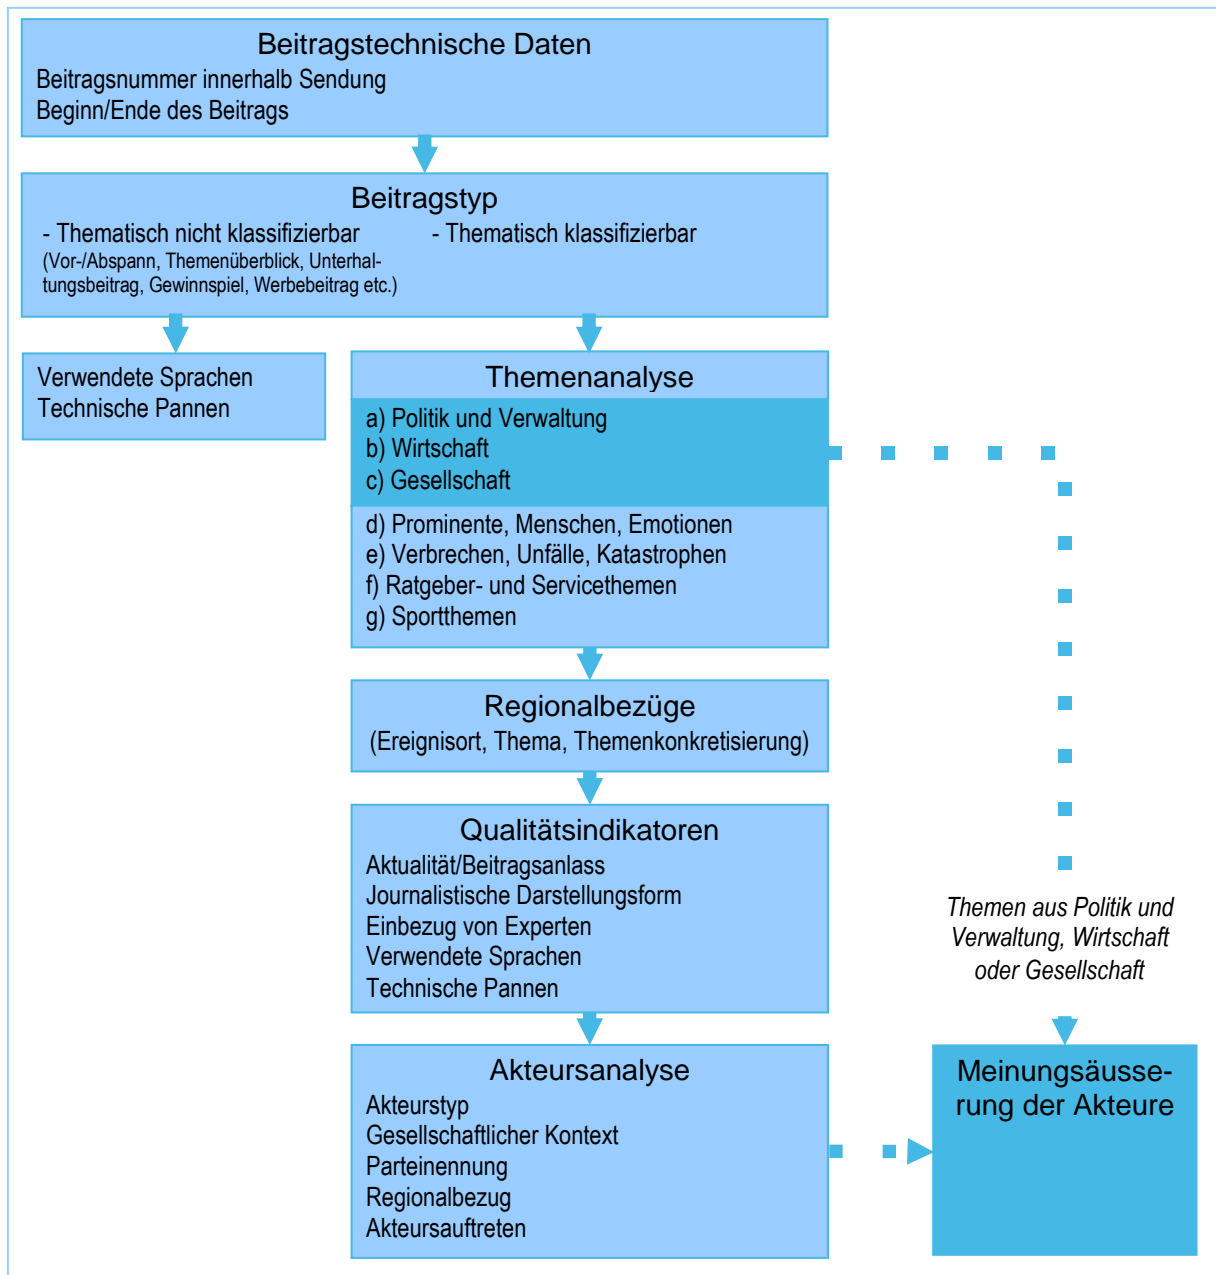 Beitragstechnische Daten
Beitragsnummer innerhalb Sendung
Beginn/Ende des Beitrags
Beitragstyp
- Thematisch nicht klassifizierbar
(Vor-/Abspann, Themenüberblick, Unterhal-
tungsbeitrag, Gewinnspiel, Werbebeitrag etc.)
- Thematisch klassifizierbar
Verwendete Sprachen
Technische Pannen
Themenanalyse
a) Politik und Verwaltung
b) Wirtschaft
c) Gesellschaft
d) Prominente, Menschen, Emotionen
e) Verbrechen, Unfälle, Katastrophen
f) Ratgeber- und Servicethemen
g) Sportthemen
Regionalbezüge
(Ereignisort, Thema, Themenkonkretisierung)
Qualitätsindikatoren
Aktualität/Beitragsanlass
Journalistische Darstellungsform
Einbezug von Experten
Verwendete Sprachen
Technische Pannen
Themen aus Politik und
Verwaltung, Wirtschaft
oder Gesellschaft
Akteursanalyse
Akteurstyp
Gesellschaftlicher Kontext
Parteinennung
Regionalbezug
Akteursauftreten
Meinungsäusse-
rung der Akteure